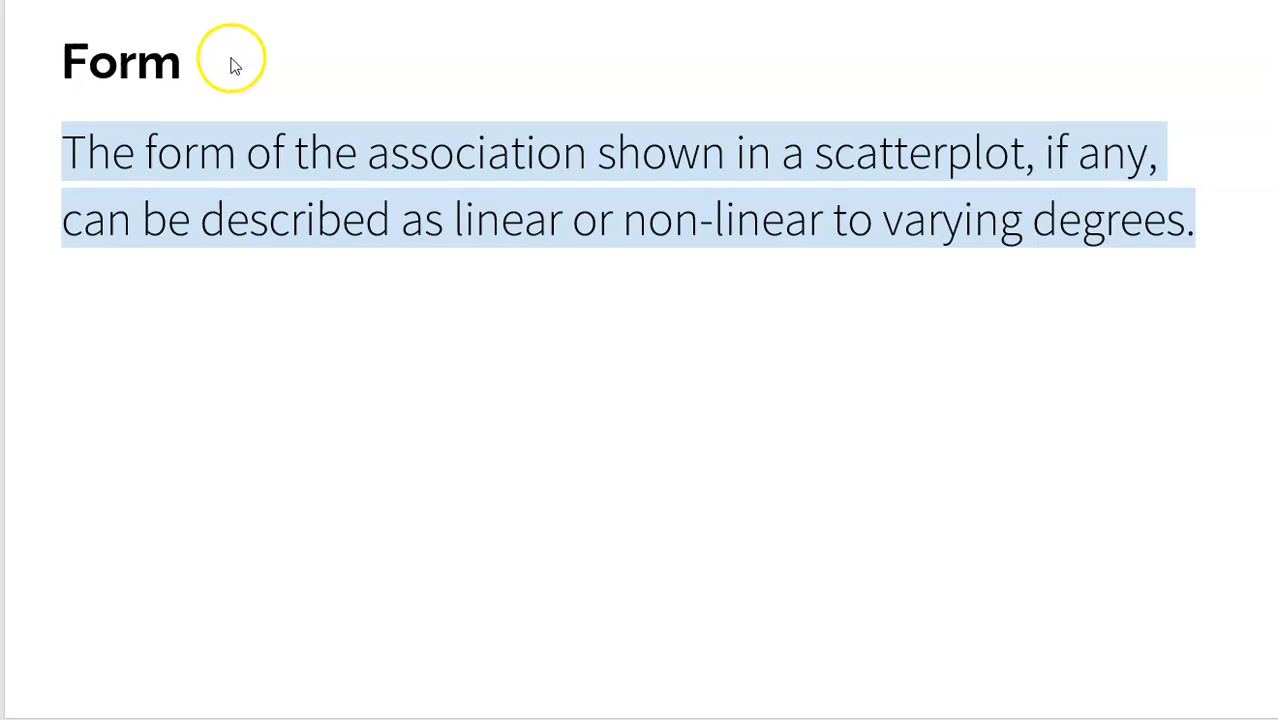 Form
The form of the association shown in a scatterplot, if any,
can be described as linear or non-linear to varying degrees.